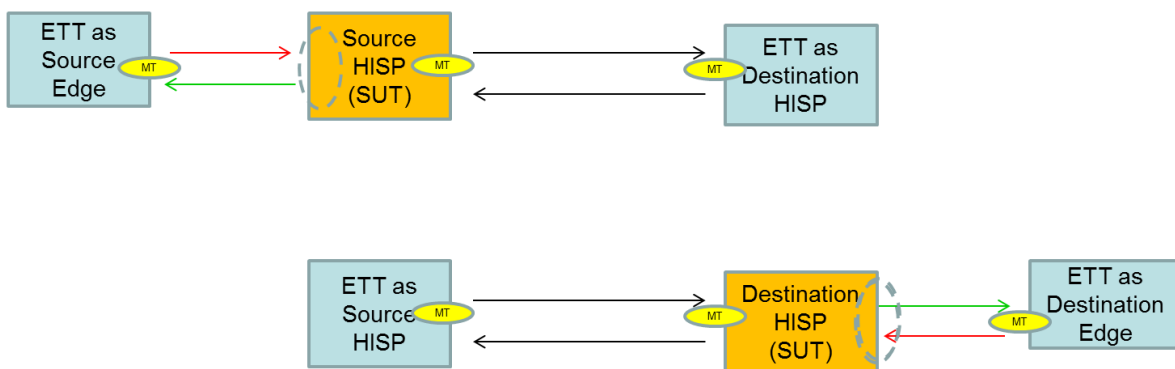 ETT as
Source
Edge
MT
Source
HISP
(SUT)
MT
MT
ETT as
Destination
HISP
ETT as
Source
HISP
MT
MT
Destination
HISP
(SUT)
MT
ETT as
Destination
Edge